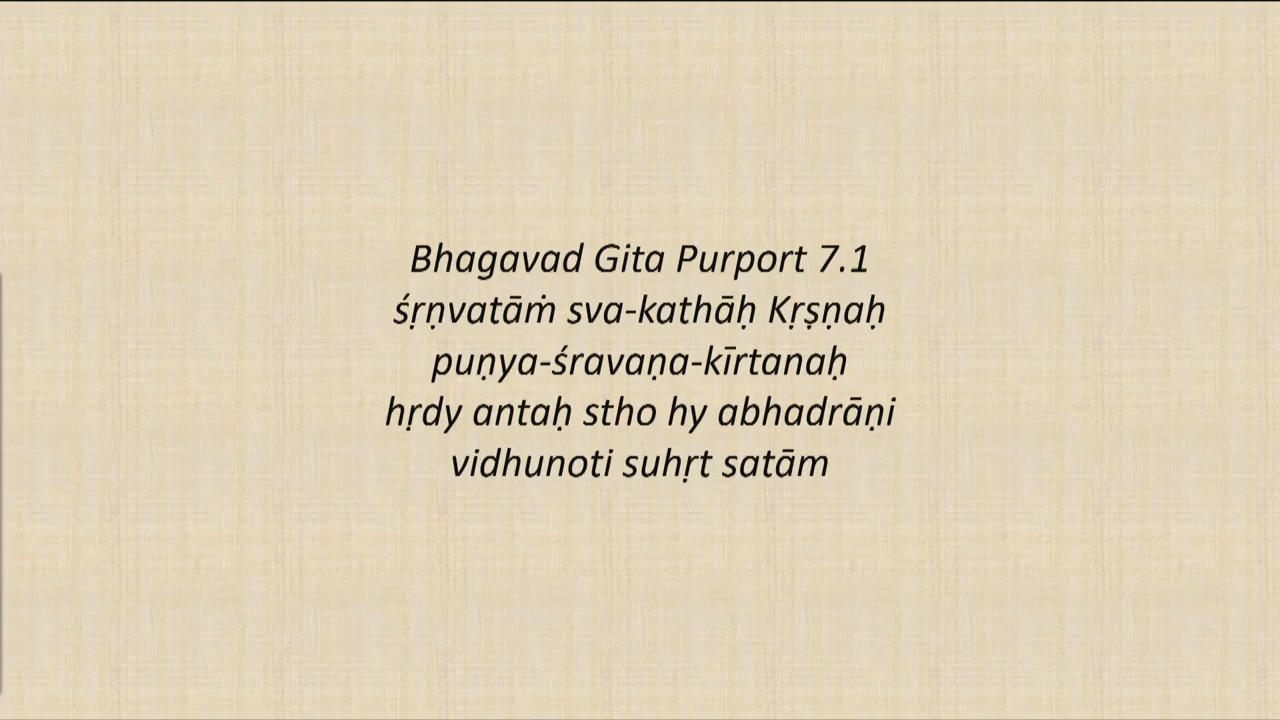 Bhagavad Gita Purport 7.1
śṛṇvatāṁ sva-kathāḥ Kṛṣṇaḥ
puṇya-śravaṇa-kīrtanaḥ
hṛdy antaḥ stho hy abhadrāṇi
vidhunoti suhṛt satām